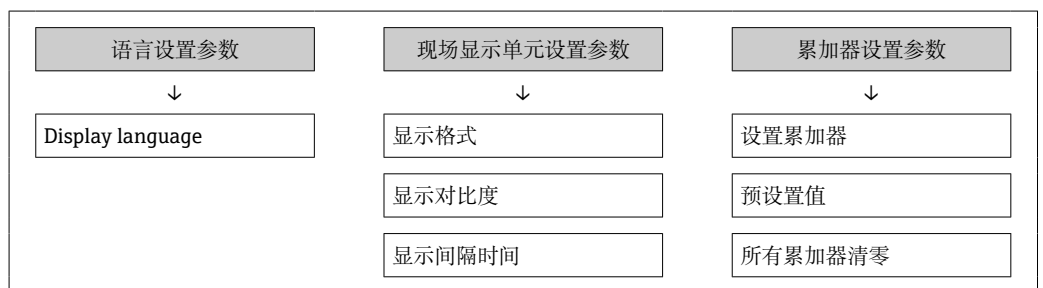 语言设置参数
现场显示单元设置参数
累加器设置参数
↓
↓
↓
Display language
显示格式
设置累加器
显示对比度
预设置值
显示间隔时间
所有累加器清零